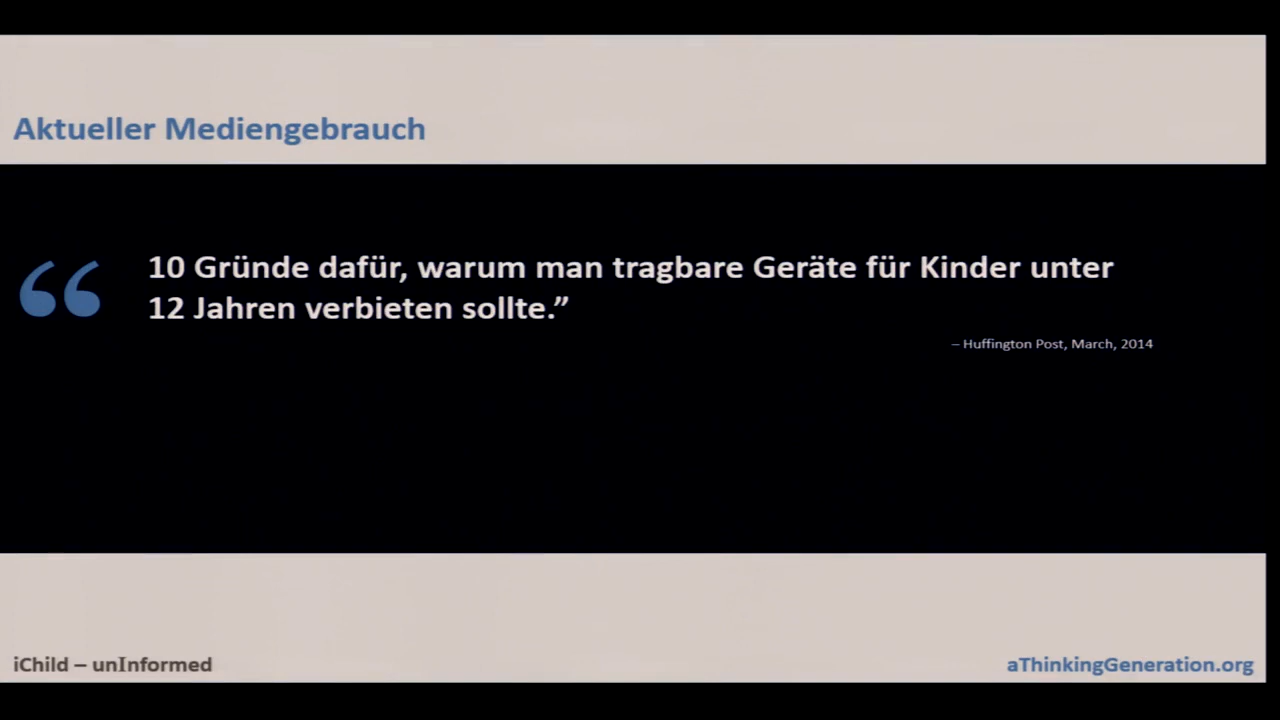 Aktueller Mediengebrauch
“ 10 Gründe dafür, warum man tragbare Geräte für Kinder unter
12 Jahren verbieten sollte.”
– Huffington Post, March, 2014
iChild – unInformed
aThinkingGeneration.org